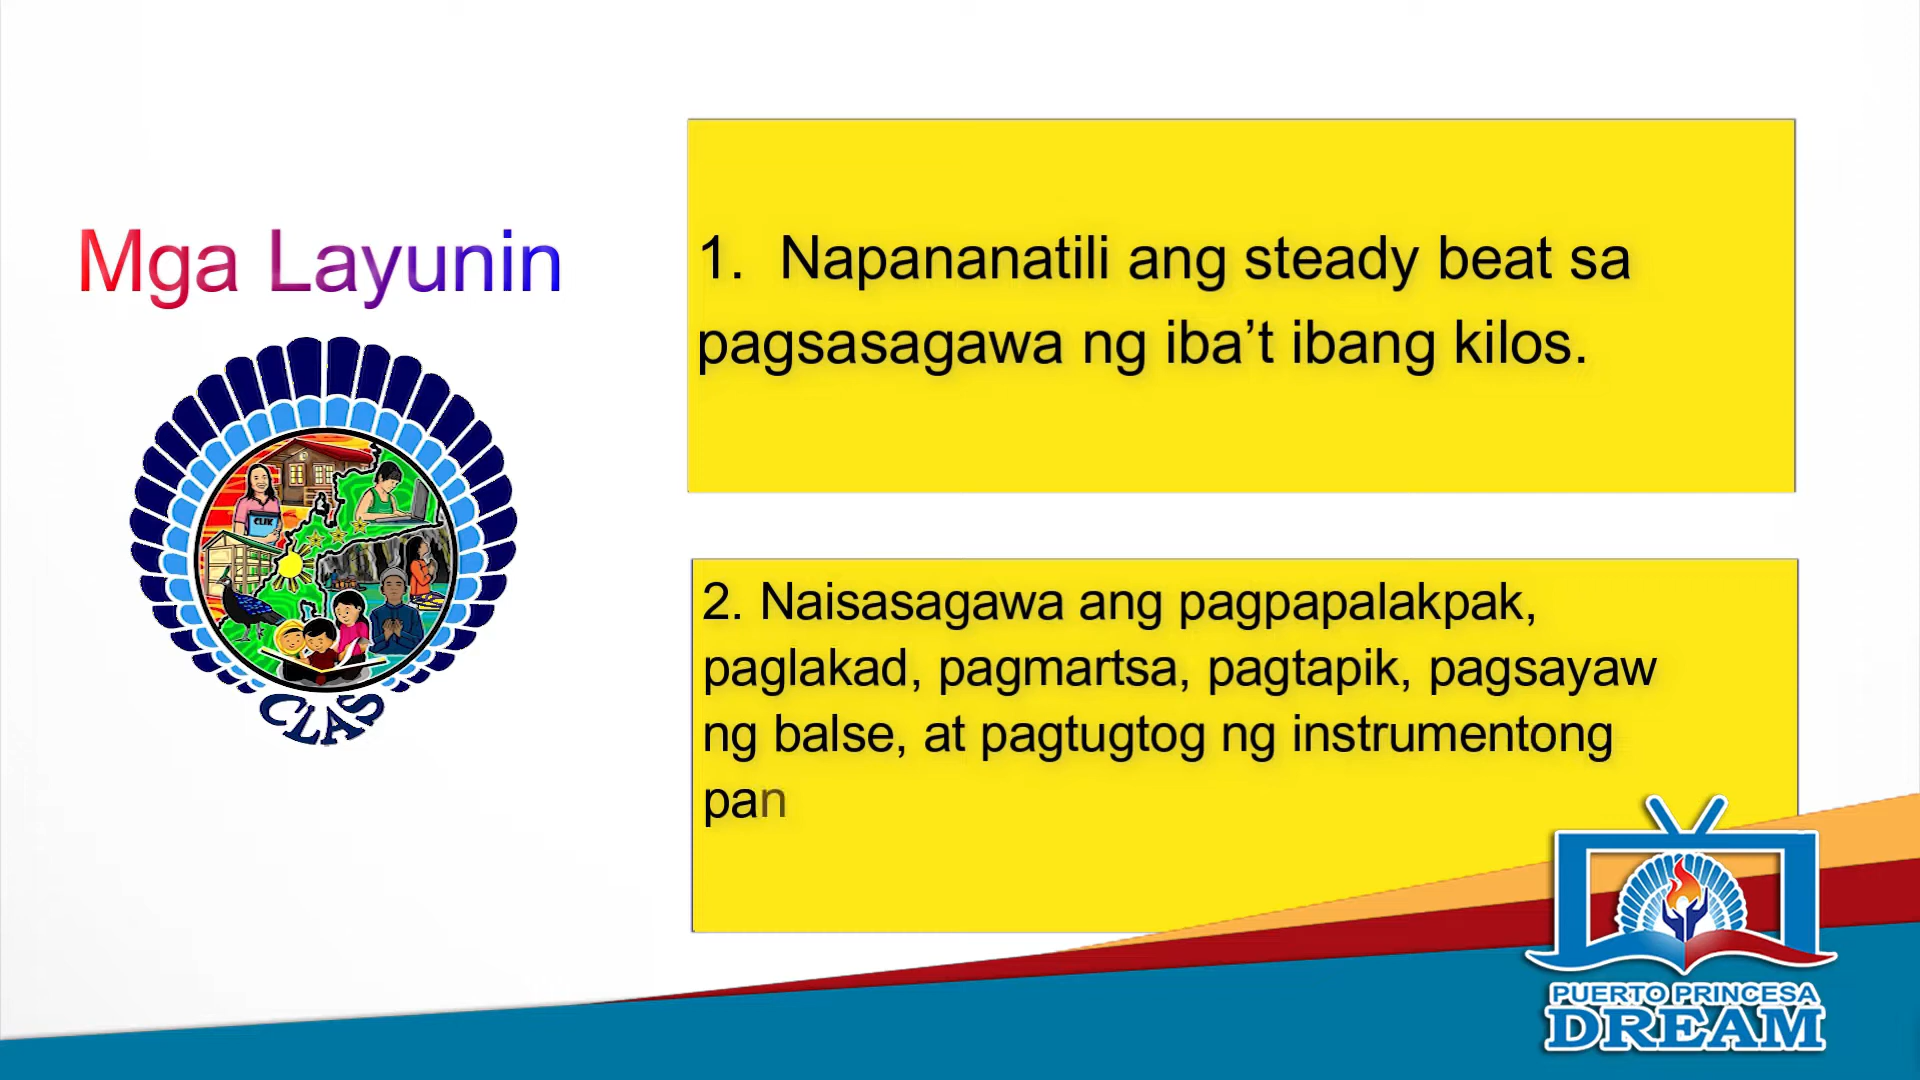 Mga Layunin
1. Napananatili ang steady beat sa
pagsasagawa ng iba’t ibang kilos.
2. Naisasagawa ang pagpapalakpak,
paglakad, pagmartsa, pagtapik, pagsayaw
ng balse, at pagtugtog ng instrumentong
pan
CLIK
CLAS
PUERTO PRINCESA
DREAM